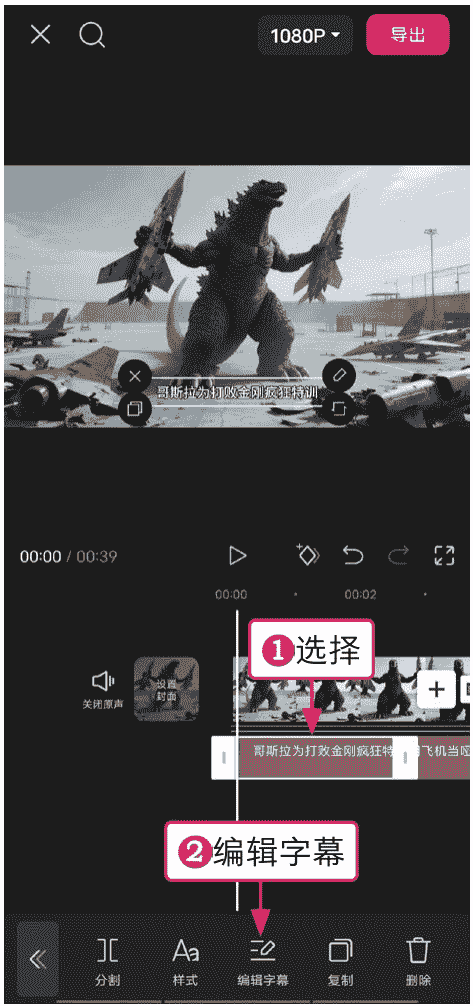 1080P
导出
哥斯拉为打败金刚疯狂特训
00:00 / 00:39
00:00
00:02
1选择
关闭原声
设置
封面
哥斯拉为打败金刚疯狂特
飞机当哑
2编辑字幕
分割
样式
编辑字幕
复制
删除